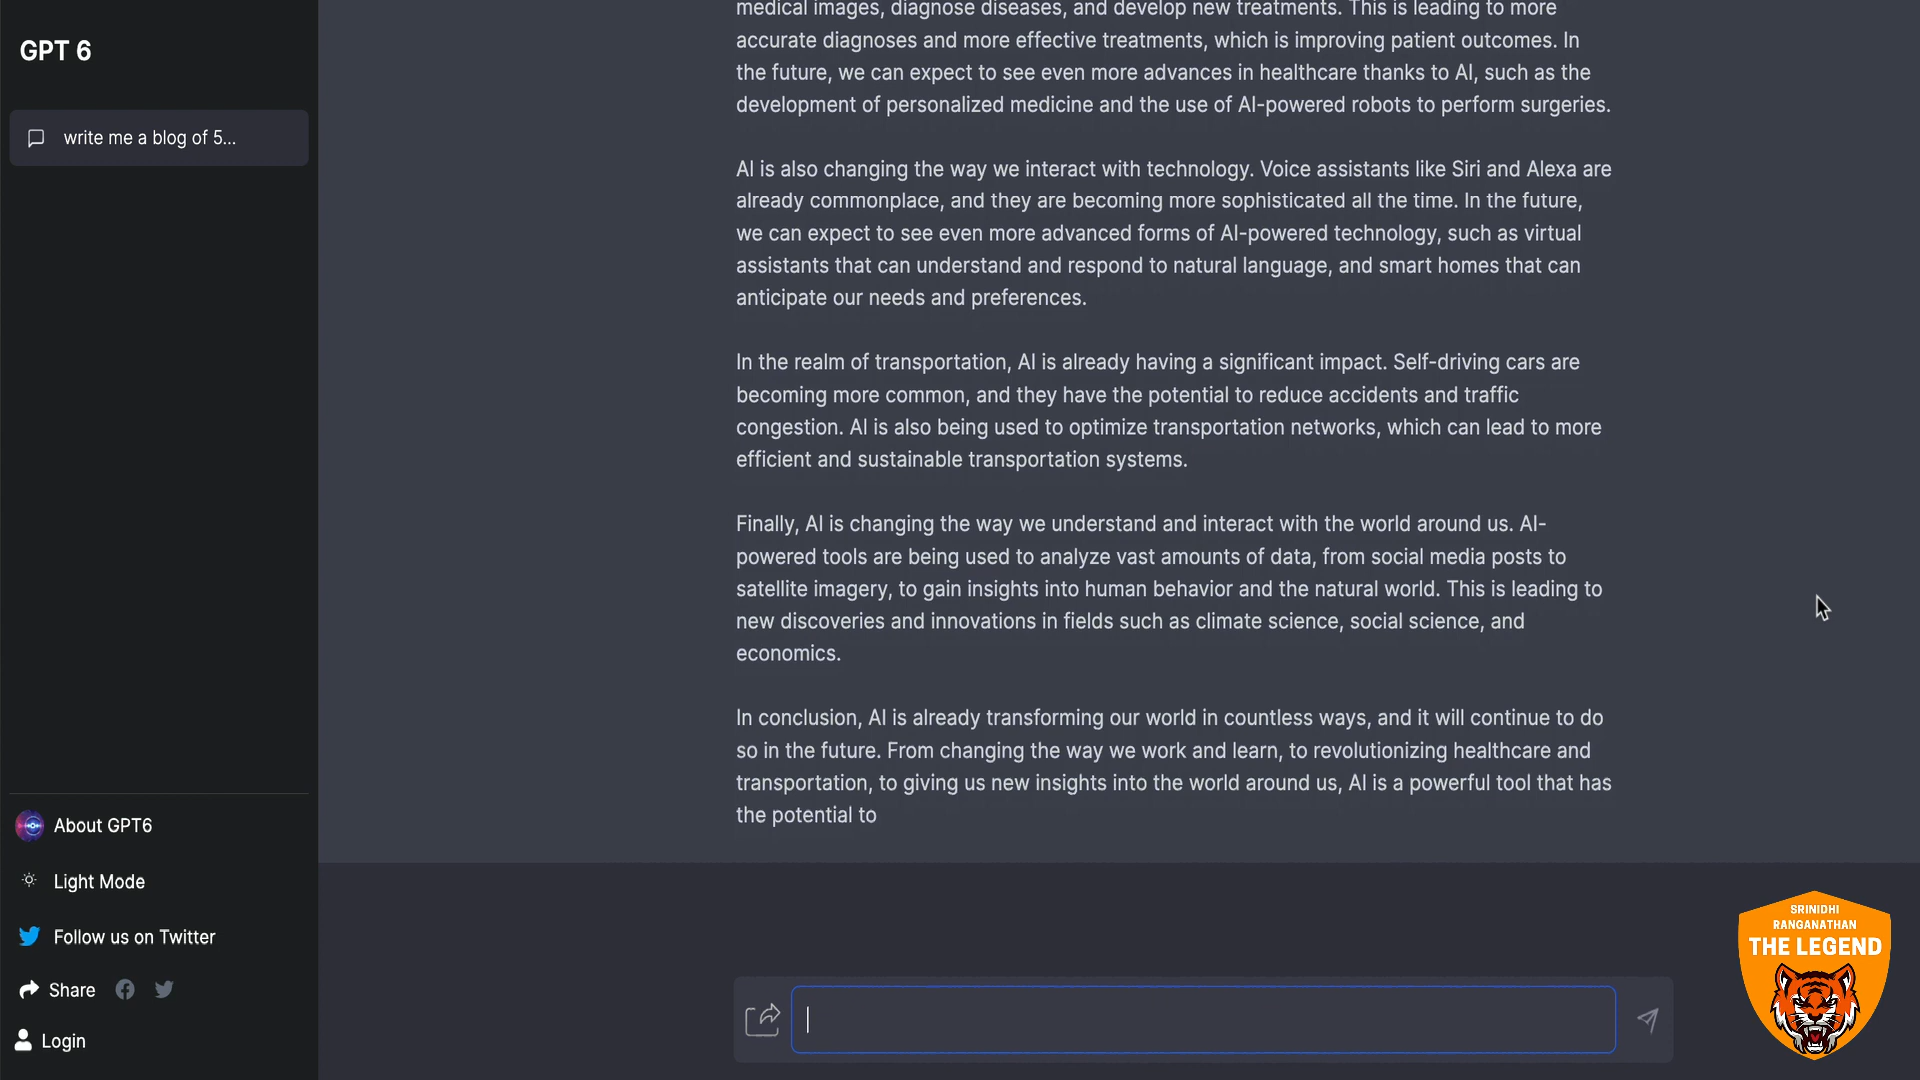 GPT 6
write me a blog of 5...
medical images, diagnose diseases, and develop new treatments. This is leading to more
accurate diagnoses and more effective treatments, which is improving patient outcomes. In
the future, we can expect to see even more advances in healthcare thanks to AI, such as the
development of personalized medicine and the use of AI-powered robots to perform surgeries.
AI is also changing the way we interact with technology. Voice assistants like Siri and Alexa are
already commonplace, and they are becoming more sophisticated all the time. In the future,
we can expect to see even more advanced forms of AI-powered technology, such as virtual
assistants that can understand and respond to natural language, and smart homes that can
anticipate our needs and preferences.
In the realm of transportation, AI is already having a significant impact. Self-driving cars are
becoming more common, and they have the potential to reduce accidents and traffic
congestion. AI is also being used to optimize transportation networks, which can lead to more
efficient and sustainable transportation systems.
Finally, AI is changing the way we understand and interact with the world around us. AI-
powered tools are being used to analyze vast amounts of data, from social media posts to
satellite imagery, to gain insights into human behavior and the natural world. This is leading to
new discoveries and innovations in fields such as climate science, social science, and
economics.
In conclusion, AI is already transforming our world in countless ways, and it will continue to do
so in the future. From changing the way we work and learn, to revolutionizing healthcare and
transportation, to giving us new insights into the world around us, AI is a powerful tool that has
the potential to
About GPT6
Light Mode
Follow us on Twitter
Share
Login
SRINIDHI
RANGANATHAN
THE LEGEND